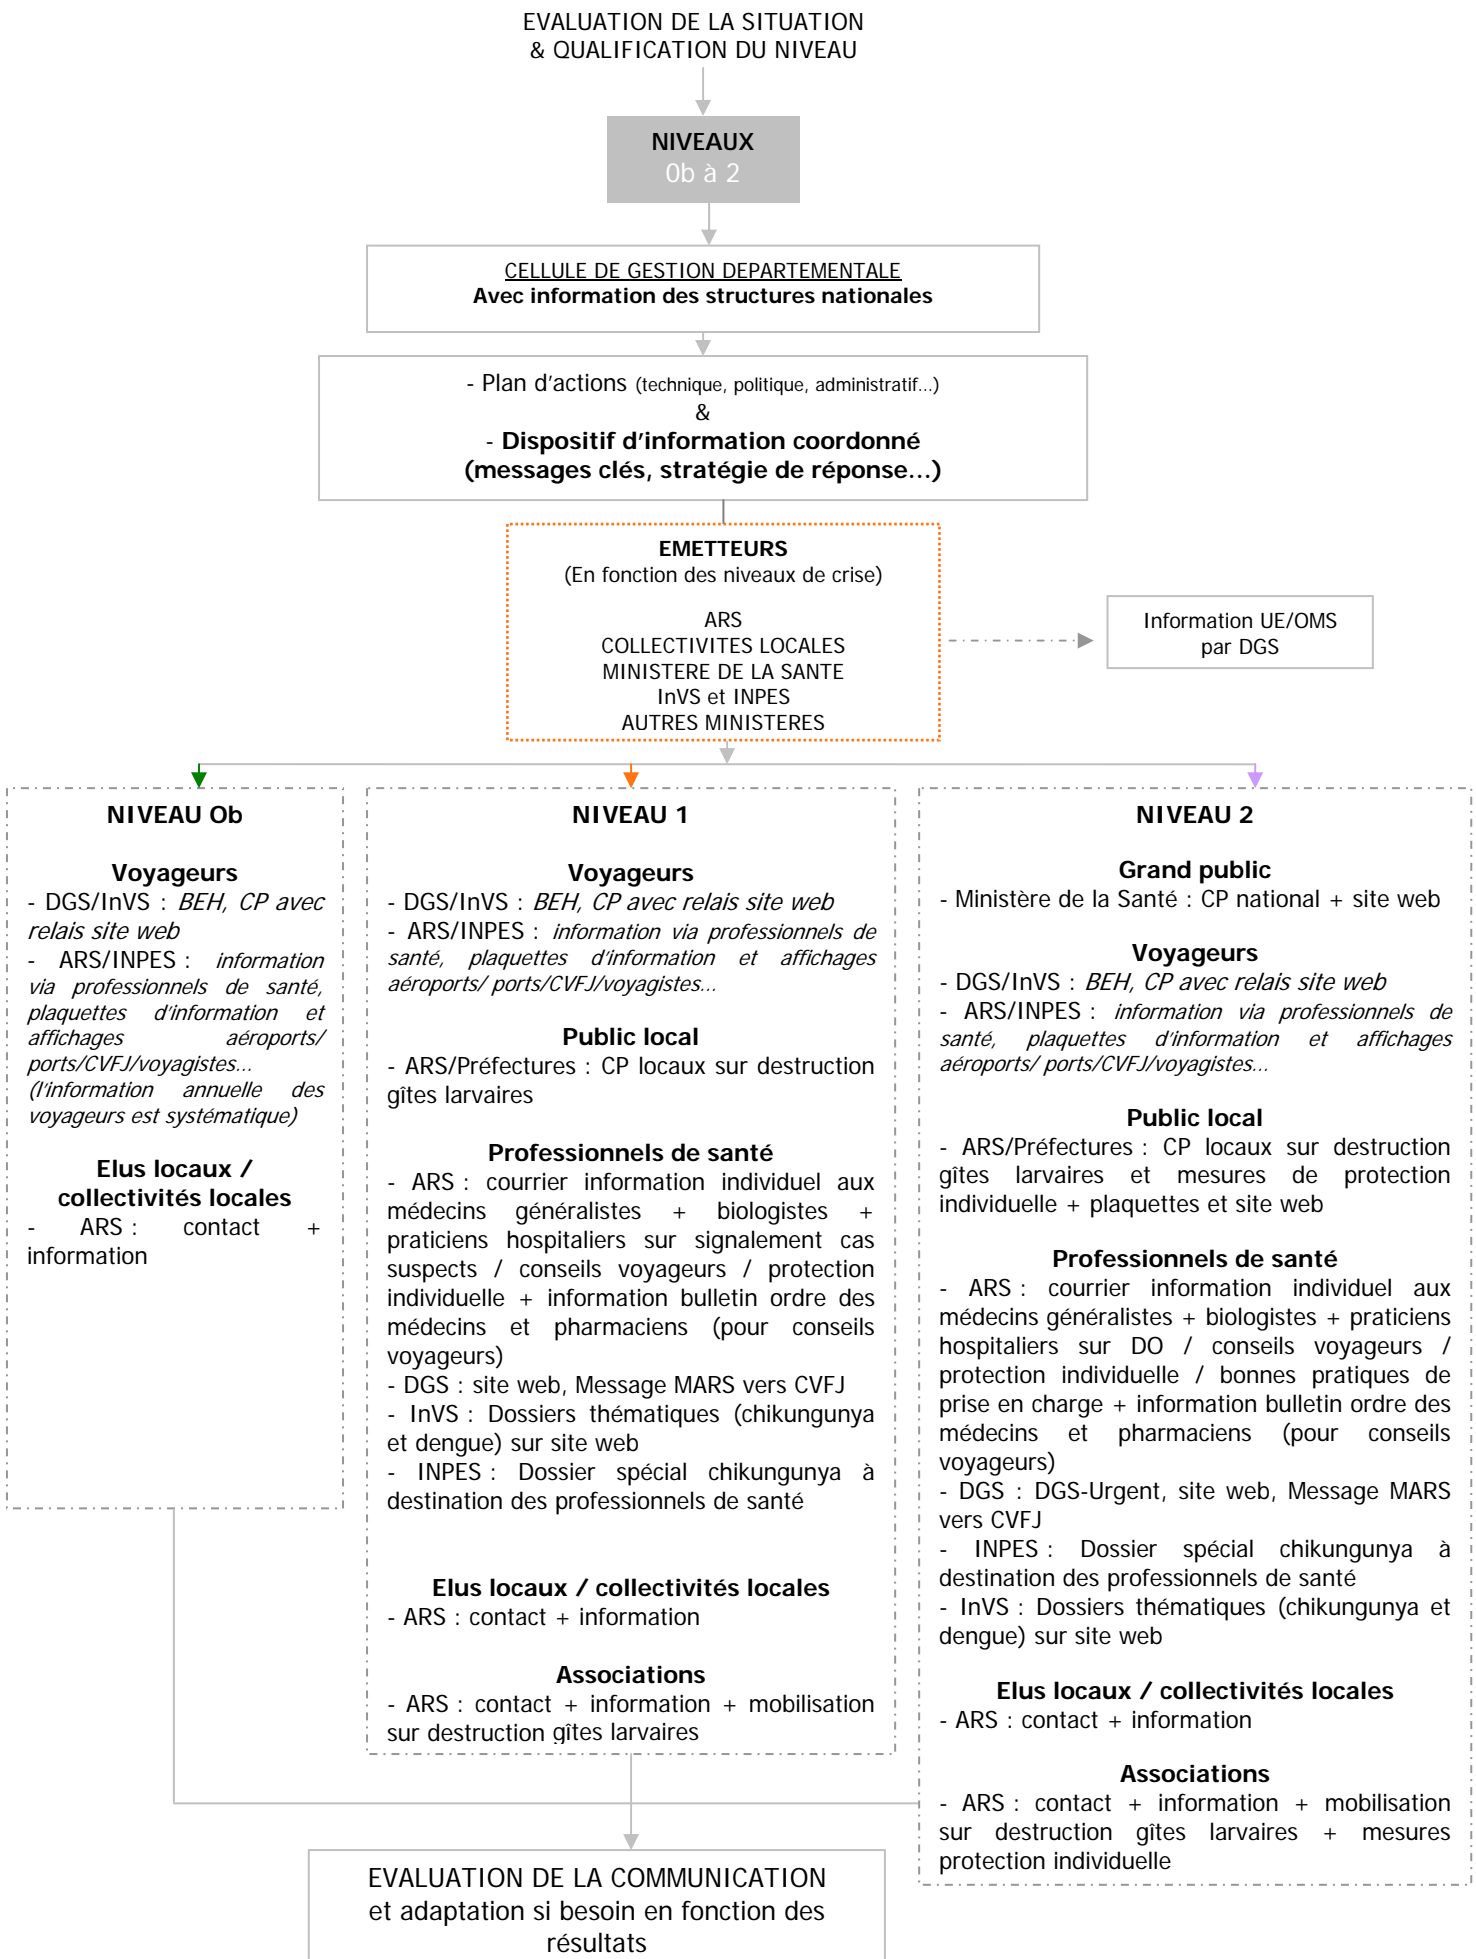 EVALUATION DE LA SITUATION
& QUALIFICATION DU NIVEAU
NIVEAUX
0b à 2
CELLULE DE GESTION DEPARTEMENTALE
Avec information des structures nationales
- Plan d'actions (technique, politique, administratif...)
&
- Dispositif d'information coordonné
(messages clés, stratégie de réponse...)
EMETTEURS
(En fonction des niveaux de crise)
ARS
COLLECTIVITES LOCALES
MINISTERE DE LA SANTE
InVS et INPES
AUTRES MINISTERES
Information UE/OMS
par DGS
NIVEAU Ob
Voyageurs
- DGS/InVS : BEH, CP avec
relais site web
- ARS/INPES : information
via professionnels de santé,
plaquettes d'information et
affichages aéroports/
ports/CVFJ/voyagistes...
(l'information annuelle des
voyageurs est systématique)
Elus locaux /
collectivités locales
- ARS : contact +
information
NIVEAU 1
Voyageurs
- DGS/InVS : BEH, CP avec relais site web
- ARS/INPES : information via professionnels de
santé, plaquettes d'information et affichages
aéroports/ ports/CVFJ/voyagistes...
Public local
- ARS/Préfectures : CP locaux sur destruction
gîtes larvaires
Professionnels de santé
- ARS : courrier information individuel aux
médecins généralistes + biologistes +
praticiens hospitaliers sur signalement cas
suspects / conseils voyageurs / protection
individuelle + information bulletin ordre des
médecins et pharmaciens (pour conseils
voyageurs)
- DGS : site web, Message MARS vers CVFJ
- InVS : Dossiers thématiques (chikungunya
et dengue) sur site web
- INPES : Dossier spécial chikungunya à
destination des professionnels de santé
Elus locaux / collectivités locales
- ARS : contact + information
Associations
- ARS : contact + information + mobilisation
sur destruction gîtes larvaires
NIVEAU 2
Grand public
- Ministère de la Santé : CP national + site web
Voyageurs
- DGS/InVS : BEH, CP avec relais site web
- ARS/INPES : information via professionnels de
santé, plaquettes d'information et affichages
aéroports/ ports/CVFJ/voyagistes...
Public local
- ARS/Préfectures : CP locaux sur destruction
gîtes larvaires et mesures de protection
individuelle + plaquettes et site web
Professionnels de santé
- ARS : courrier information individuel aux
médecins généralistes + biologistes + praticiens
hospitaliers sur DO / conseils voyageurs /
protection individuelle / bonnes pratiques de
prise en charge + information bulletin ordre des
médecins et pharmaciens (pour conseils
voyageurs)
- DGS : DGS-Urgent, site web, Message MARS
vers CVFJ
- INPES : Dossier spécial chikungunya à
destination des professionnels de santé
- InVS : Dossiers thématiques (chikungunya et
dengue) sur site web
Elus locaux / collectivités locales
- ARS : contact + information
Associations
- ARS : contact + information + mobilisation
sur destruction gîtes larvaires + mesures
protection individuelle
EVALUATION DE LA COMMUNICATION
et adaptation si besoin en fonction des
résultats